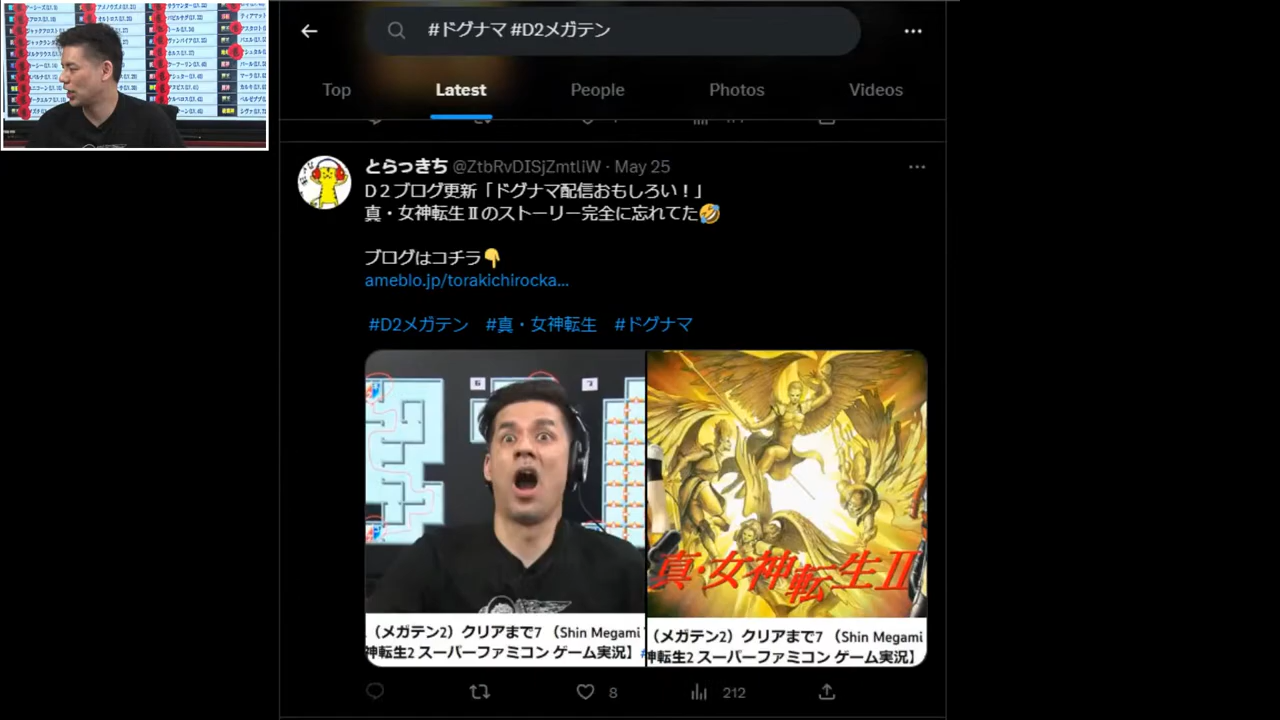 #ドグナマ #D2メガテン
Top
Latest
People
Photos
Videos
とらっきち @ZtbRvDISjZmtliW · May 25
D２ブログ更新「ドグナマ配信おもしろい！」
真・女神転生Ⅱのストーリー完全に忘れてた🤣
ブログはコチラ👇
ameblo.jp/torakichirocka...
#D2メガテン #真・女神転生 #ドグナマ
6
7
真・女神転生Ⅱ
（メガテン2）クリアまで7 （Shin Megami
神転生2 スーパーファミコン ゲーム実況】
（メガテン2）クリアまで7 （Shin Megami
神転生2 スーパーファミコン ゲーム実況】
8
212